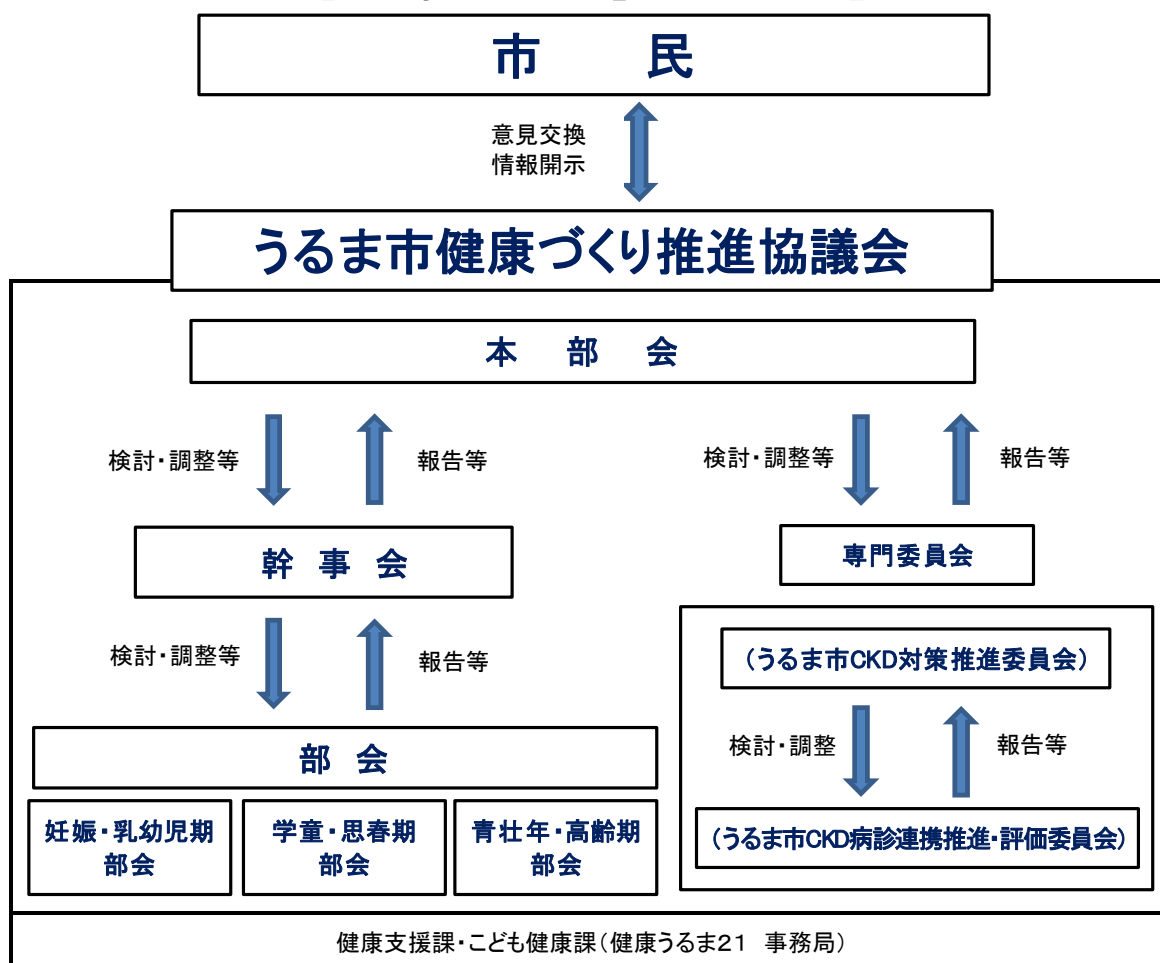 市　　民
意見交換
情報開示
うるま市健康づくり推進協議会
本　部　会
検討・調整等
報告等
検討・調整等
報告等
幹　事　会
専門委員会
検討・調整等
報告等
（うるま市CKD対策推進委員会）
検討・調整
報告等
（うるま市CKD病診連携推進・評価委員会）
部　会
妊娠・乳幼児期
部会
学童・思春期
部会
青壮年・高齢期
部会
健康支援課・こども健康課（健康うるま２１　事務局）